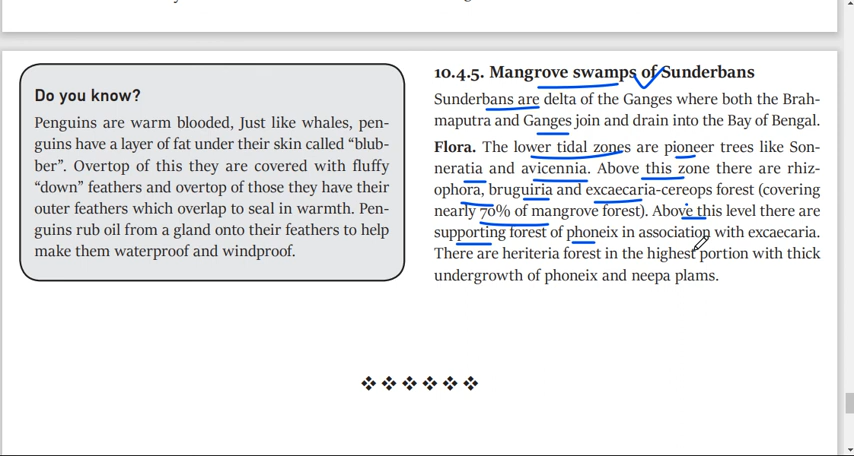 Do you know?
Penguins are warm blooded, Just like whales, pen-
guins have a layer of fat under their skin called “blub-
ber”. Overtop of this they are covered with fluffy
“down” feathers and overtop of those they have their
outer feathers which overlap to seal in warmth. Pen-
guins rub oil from a gland onto their feathers to help
make them waterproof and windproof.
10.4.5. Mangrove swamps of Sunderbans
Sunderbans are delta of the Ganges where both the Brah-
maputra and Ganges join and drain into the Bay of Bengal.
Flora. The lower tidal zones are pioneer trees like Son-
neratia and avicennia. Above this zone there are rhiz-
ophora, bruguiria and excaecaria-cereops forest (covering
nearly 70% of mangrove forest). Above this level there are
supporting forest of phoneix in association with excaecaria.
There are heriteria forest in the highest portion with thick
undergrowth of phoneix and neepa plams.